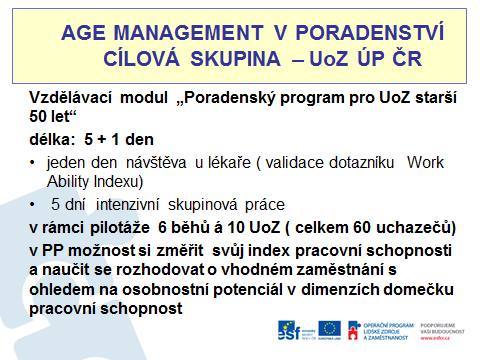 AGE MANAGEMENT V PORADENSTVÍ
CÍLOVÁ SKUPINA – UoZ ÚP ČR
Vzdělávací modul „Poradenský program pro UoZ starší
50 let“
délka: 5 + 1 den
• jeden den návštěva u lékaře ( validace dotazníku Work
Ability Indexu)
• 5 dní intenzivní skupinová práce
v rámci pilotáže 6 běhů á 10 UoZ ( celkem 60 uchazečů)
v PP možnost si změřit svůj index pracovní schopnosti
a naučit se rozhodovat o vhodném zaměstnání s
ohledem na osobnostní potenciál v dimenzích domečku
pracovní schopnost
esf
OPERAČNÍ PROGRAM
LIDSKÉ ZDROJE
A ZAMĚSTNANOST
PODPORUJEME
VAŠI BUDOUCNOST
www.esfcr.cz